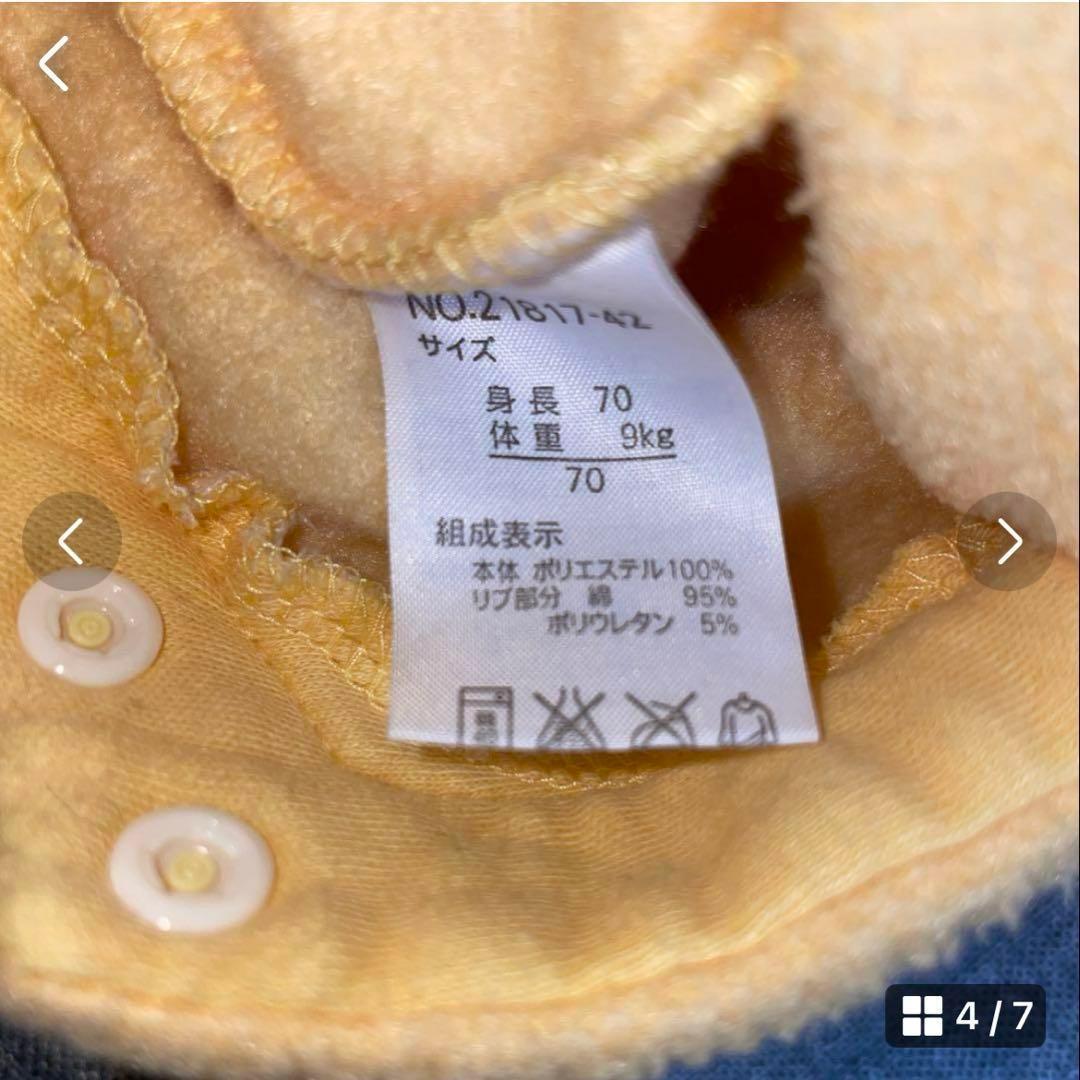 NO.21817-42
サイズ
身長 70
体重 9kg
70
組成表示
本体 ポリエステル100%
リブ部分 綿 95%
ポリウレタン 5%
4 / 7